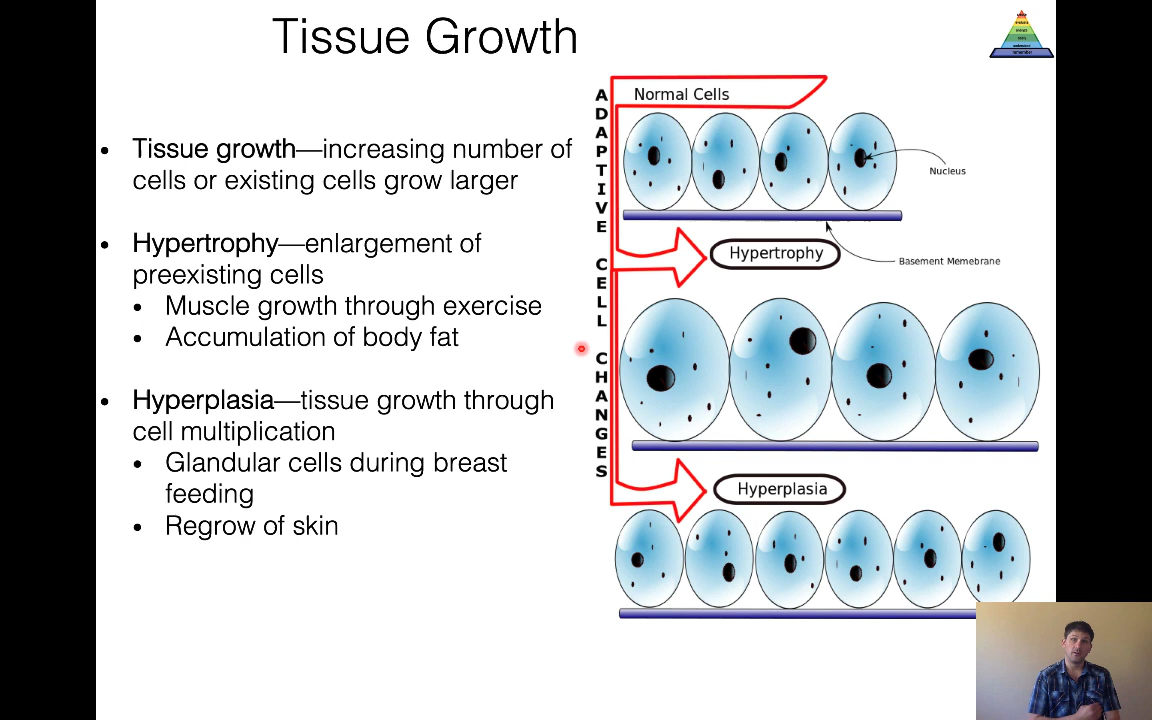 Tissue Growth
• Tissue growth—increasing number of
cells or existing cells grow larger
• Hypertrophy—enlargement of
preexisting cells
• Muscle growth through exercise
• Accumulation of body fat
• Hyperplasia—tissue growth through
cell multiplication
• Glandular cells during breast
feeding
• Regrow of skin
ADAPTIVE CELL CHANGES
Normal Cells
Nucleus
Hypertrophy
Basement Memebrane
Hyperplasia